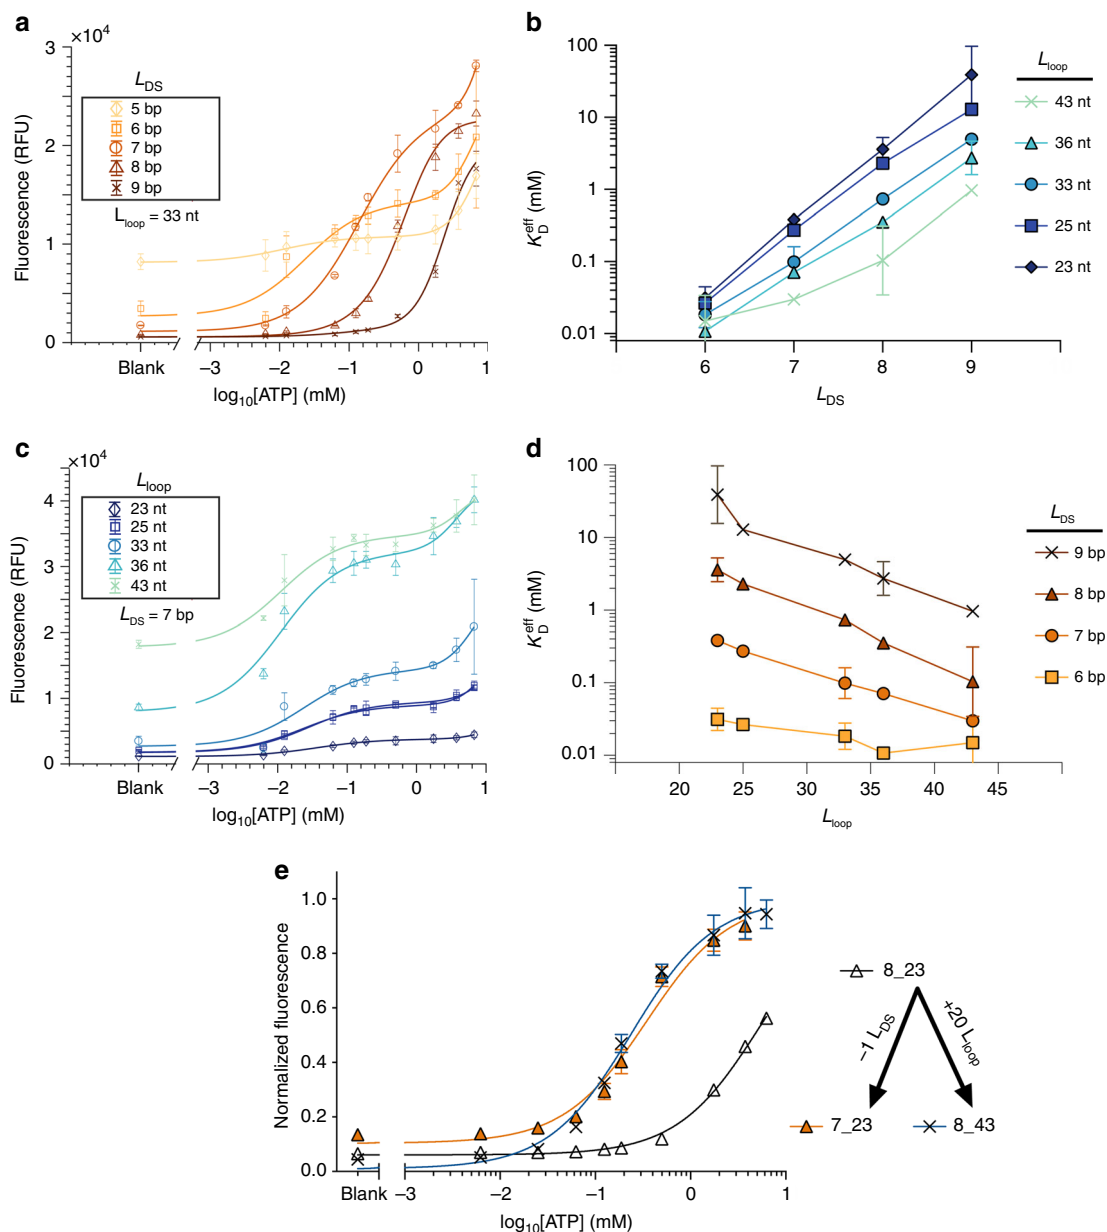 a
×10⁴
3
2
1
0
Fluorescence (RFU)
L_DS
5 bp
6 bp
7 bp
8 bp
9 bp
L_loop = 33 nt
Blank
−3
−2
−1
0
1
log₁₀[ATP] (mM)
b
100
10
1
0.1
0.01
K_D^eff (mM)
6
7
8
9
L_DS
L_loop
43 nt
36 nt
33 nt
25 nt
23 nt
c
×10⁴
4
3
2
1
0
Fluorescence (RFU)
L_loop
23 nt
25 nt
33 nt
36 nt
43 nt
L_DS = 7 bp
Blank
−3
−2
−1
0
1
log₁₀[ATP] (mM)
d
100
10
1
0.1
0.01
K_D^eff (mM)
20
25
30
35
40
45
L_loop
L_DS
9 bp
8 bp
7 bp
6 bp
e
1.0
0.8
0.6
0.4
0.2
0.0
Normalized fluorescence
Blank
−3
−2
−1
0
1
log₁₀[ATP] (mM)
8_23
−1 L_DS
+20 L_loop
7_23
8_43